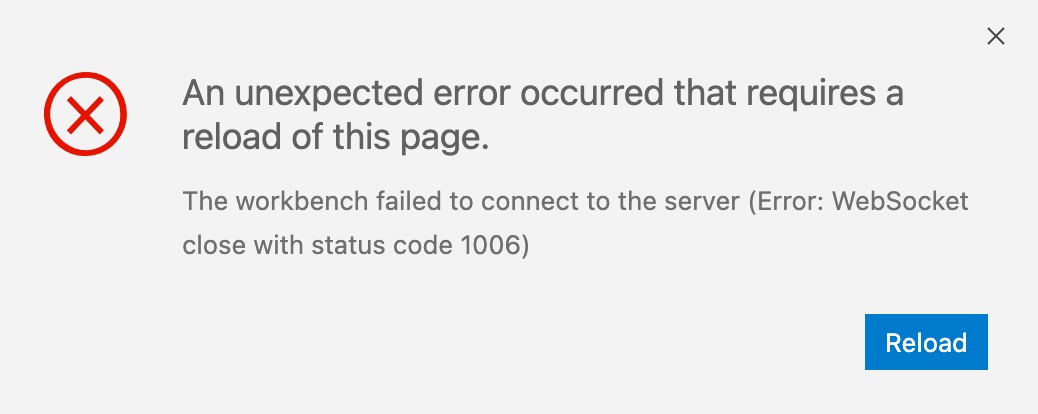 An unexpected error occurred that requires a
reload of this page.
The workbench failed to connect to the server (Error: WebSocket
close with status code 1006)
Reload